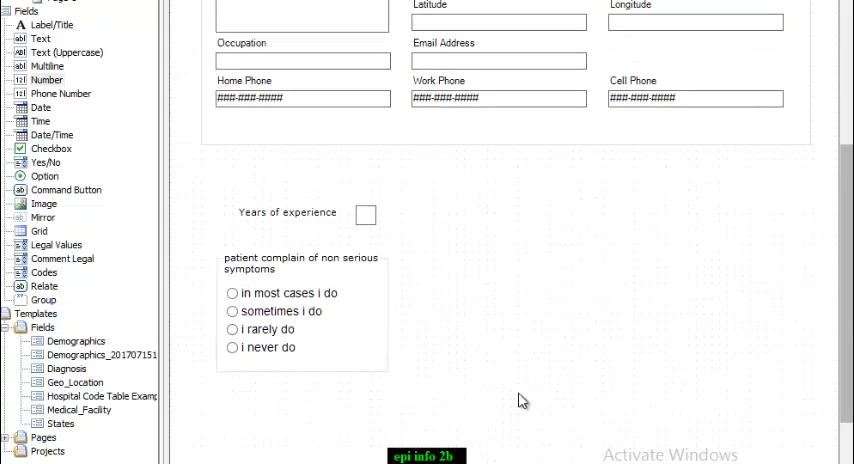 Fields
Label/Title
Text
Text (Uppercase)
Multiline
Number
Phone Number
Date
Time
Date/Time
Checkbox
Yes/No
Option
Command Button
Image
Mirror
Grid
Legal Values
Comment Legal
Codes
Relate
Group
Templates
Fields
Demographics
Demographics_201707151
Diagnosis
Geo_Location
Hospital Code Table Examp
Medical_Facility
States
Pages
Projects
Latitude Longitude
Occupation Email Address
Home Phone Work Phone Cell Phone
###-###-#### ###-###-#### ###-###-####
Years of experience
patient complain of non serious
symptoms
in most cases i do
sometimes i do
i rarely do
i never do
epi info 2b
Activate Windows